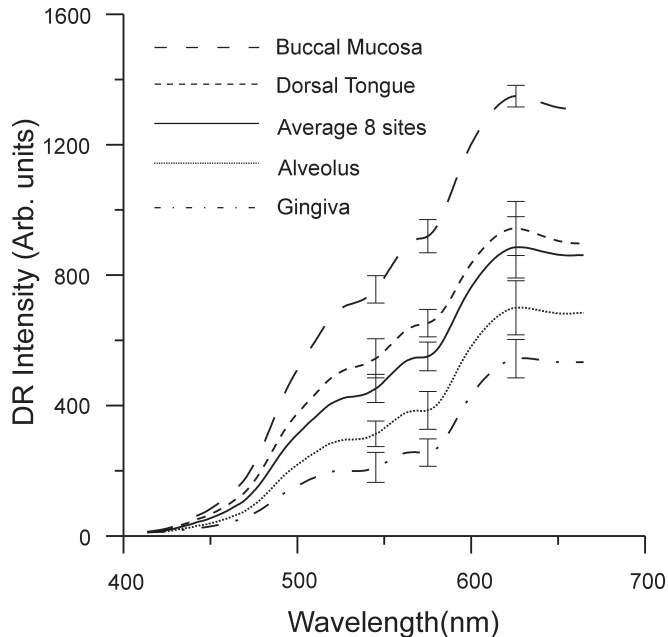 1600
1200
800
400
0
DR Intensity (Arb. units)
Buccal Mucosa
Dorsal Tongue
Average 8 sites
Alveolus
Gingiva
400 500 600 700
Wavelength(nm)